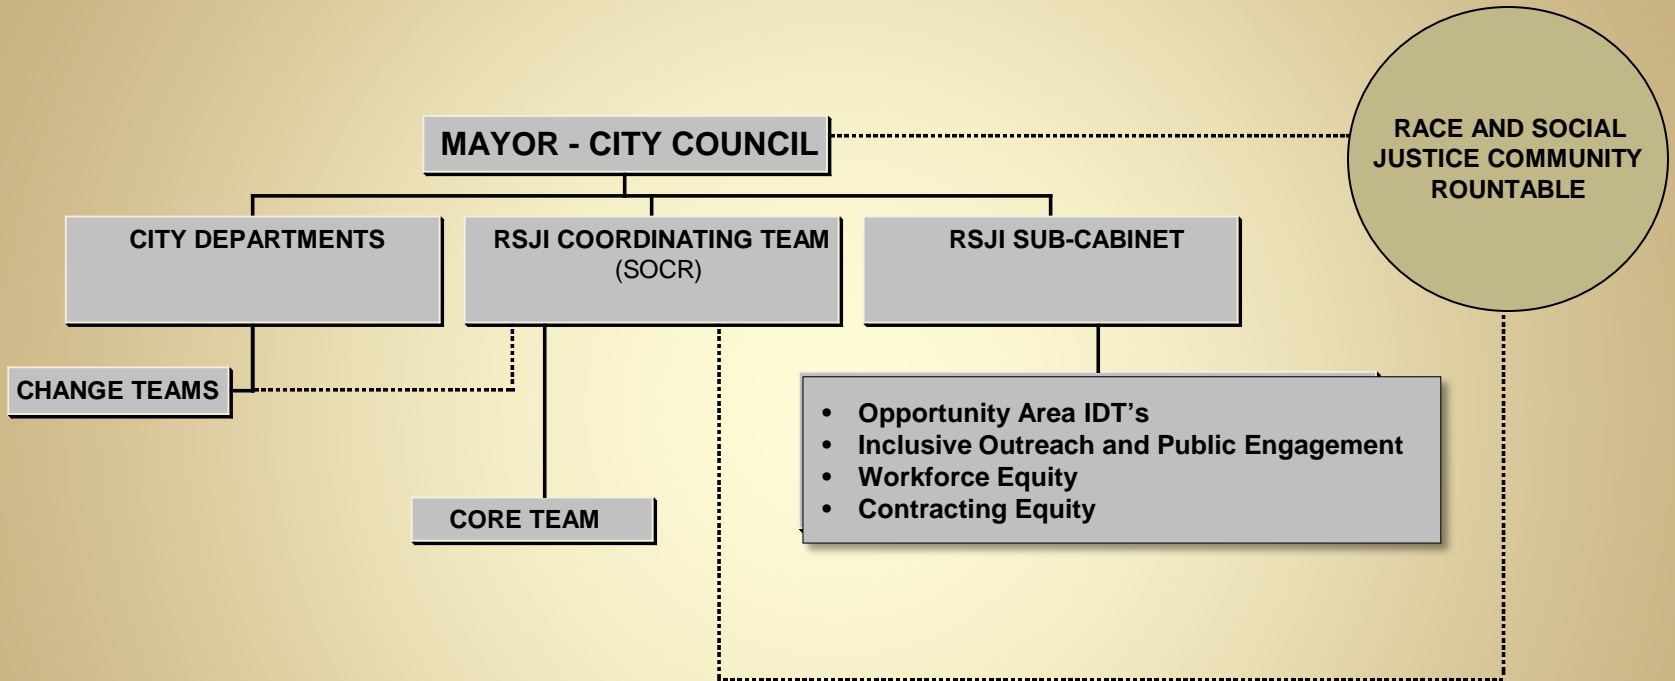 MAYOR - CITY COUNCIL
RACE AND SOCIAL
JUSTICE COMMUNITY
ROUNTABLE
CITY DEPARTMENTS
RSJI COORDINATING TEAM
(SOCR)
RSJI SUB-CABINET
CHANGE TEAMS
• Opportunity Area IDT's
• Inclusive Outreach and Public Engagement
• Workforce Equity
• Contracting Equity
CORE TEAM